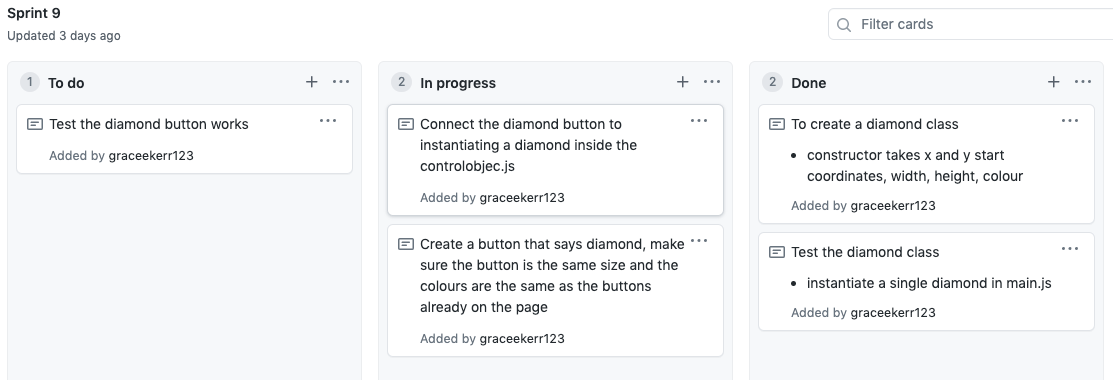 Sprint 9
Updated 3 days ago
Filter cards
1 To do
Test the diamond button works
Added by graceekerr123
2 In progress
Connect the diamond button to
instantiating a diamond inside the
controlobjec.js
Added by graceekerr123
Create a button that says diamond, make
sure the button is the same size and the
colours are the same as the buttons
already on the page
Added by graceekerr123
2 Done
To create a diamond class
• constructor takes x and y start
coordinates, width, height, colour
Added by graceekerr123
Test the diamond class
• instantiate a single diamond in main.js
Added by graceekerr123